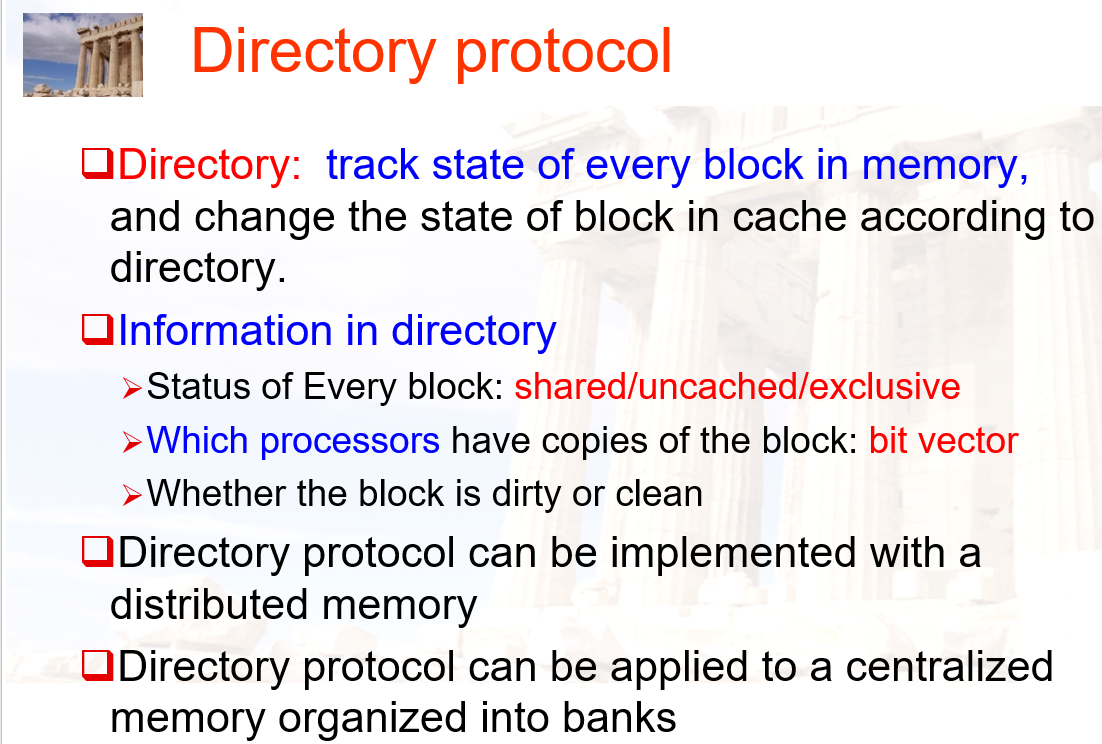 Directory protocol
Directory:  track state of every block in memory,
and change the state of block in cache according to
directory.
Information in directory
Status of Every block: shared/uncached/exclusive
Which processors have copies of the block: bit vector
Whether the block is dirty or clean
Directory protocol can be implemented with a
distributed memory
Directory protocol can be applied to a centralized
memory organized into banks